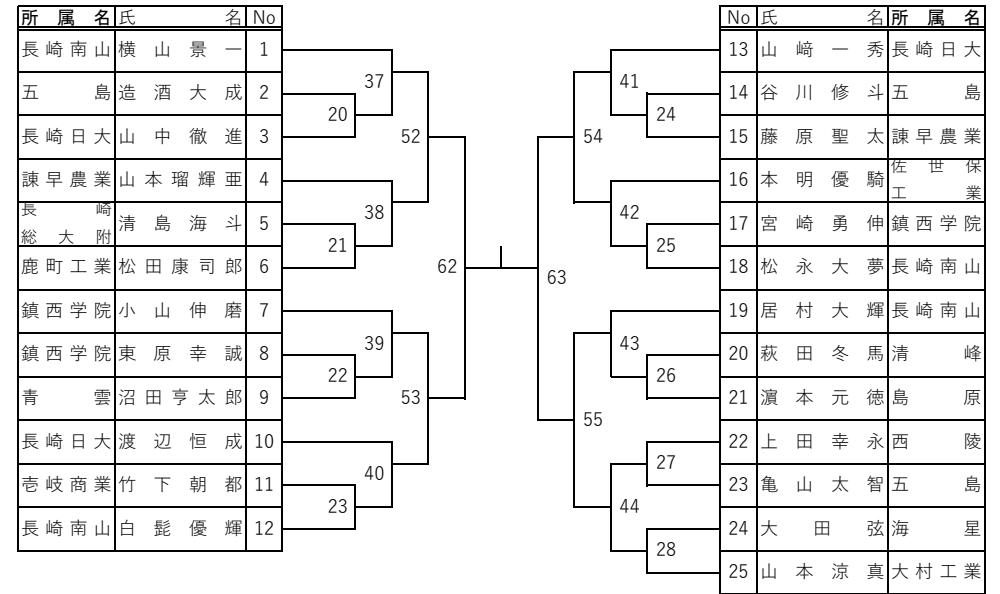 所属名 氏名 No
長崎南山 横山景一 1
五島 造酒大成 2
長崎日大 山中徹進 3
諫早農業 山本瑠輝亜 4
長崎
総大附 清島海斗 5
鹿町工業 松田康司郎 6
鎮西学院 小山伸磨 7
鎮西学院 東原幸誠 8
青雲 沼田亨太郎 9
長崎日大 渡辺恒成 10
壱岐商業 竹下朝都 11
長崎南山 白髭優輝 12
37
20
52
38
21
62
39
22
53
40
23
63
41
24
54
42
25
43
26
55
27
44
28
No 氏名 所属名
13 山﨑一秀 長崎日大
14 谷川修斗 五島
15 藤原聖太 諫早農業
16 本明優騎 佐世保
工業
17 宮崎勇伸 鎮西学院
18 松永大夢 長崎南山
19 居村大輝 長崎南山
20 萩田冬馬 清峰
21 濵本元徳 島原
22 上田幸永 西陵
23 亀山太智 五島
24 大田弦 海星
25 山本涼真 大村工業